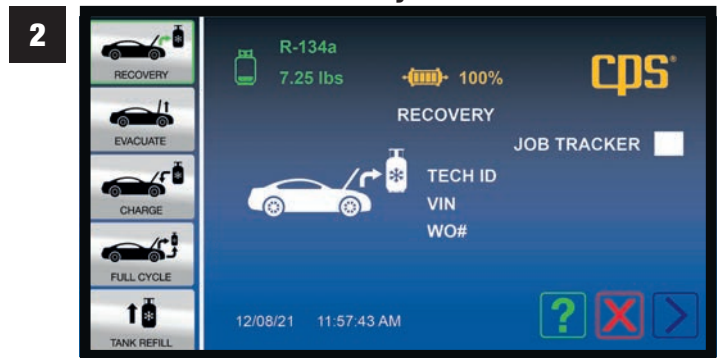 2
RECOVERY
EVACUATE
CHARGE
FULL CYCLE
TANK REFILL
R-134a
7.25 lbs
100%
cps®
RECOVERY
JOB TRACKER
TECH ID
VIN
WO#
12/08/21 11:57:43 AM
?